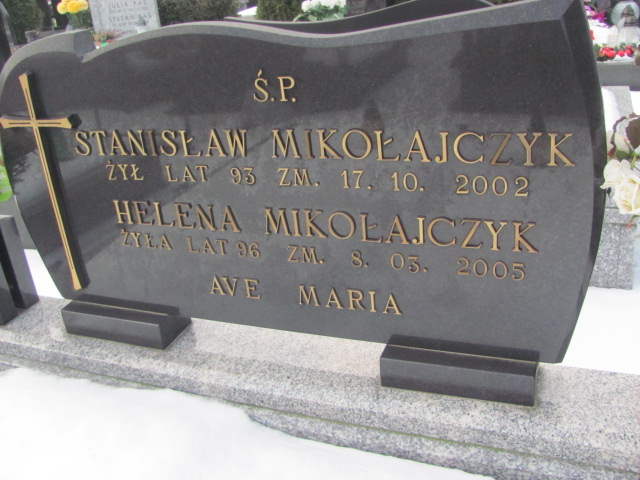 Ś.P.
STANISŁAW MIKOŁAJCZYK
ŻYŁ LAT 93 ZM. 17. 10. 2002
HELENA MIKOŁAJCZYK
ŻYŁA LAT 96 ZM. 8. 03. 2005
AVE MARIA